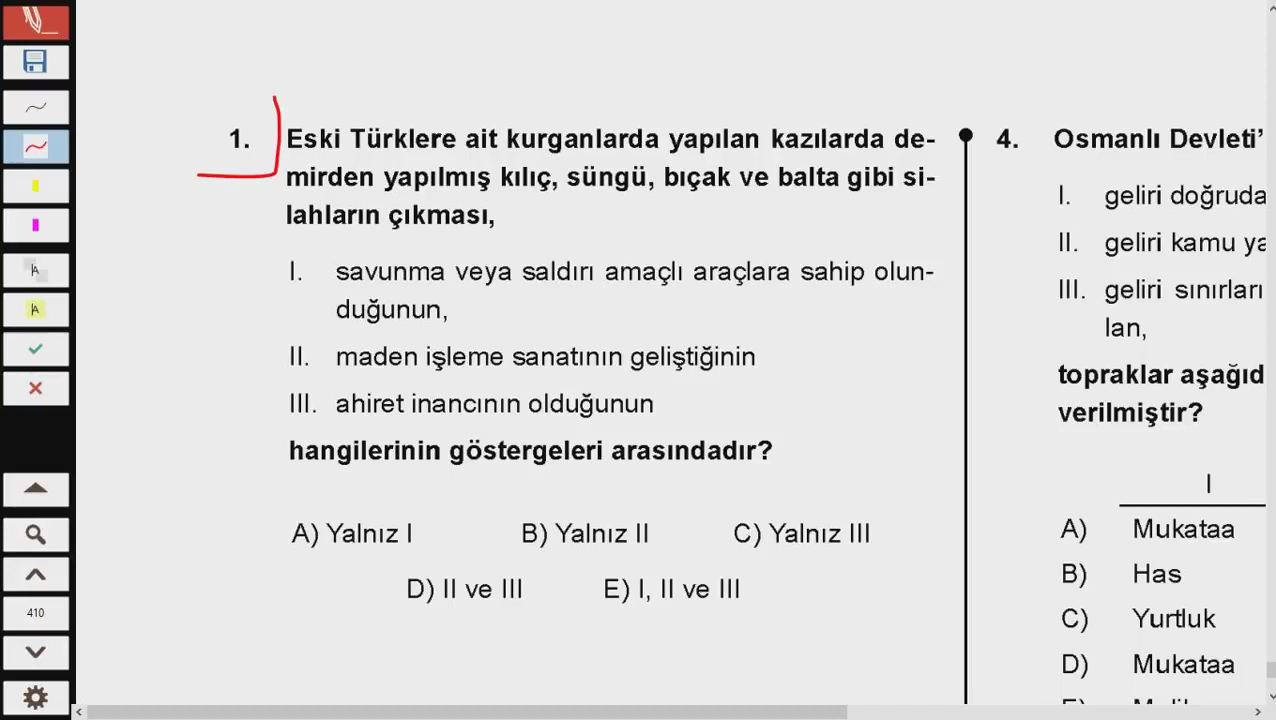 1. Eski Türklere ait kurganlarda yapılan kazılarda de-
mirden yapılmış kılıç, süngü, bıçak ve balta gibi si-
lahların çıkması,
I. savunma veya saldırı amaçlı araçlara sahip olun-
duğunun,
II. maden işleme sanatının geliştiğinin
III. ahiret inancının olduğunun
hangilerinin göstergeleri arasındadır?
A) Yalnız I B) Yalnız II C) Yalnız III
D) II ve III E) I, II ve III
4. Osmanlı Devleti'
I. geliri doğruda
II. geliri kamu ya
III. geliri sınırları
lan,
topraklar aşağıd
verilmiştir?
I
A) Mukataa
B) Has
C) Yurtluk
D) Mukataa
410